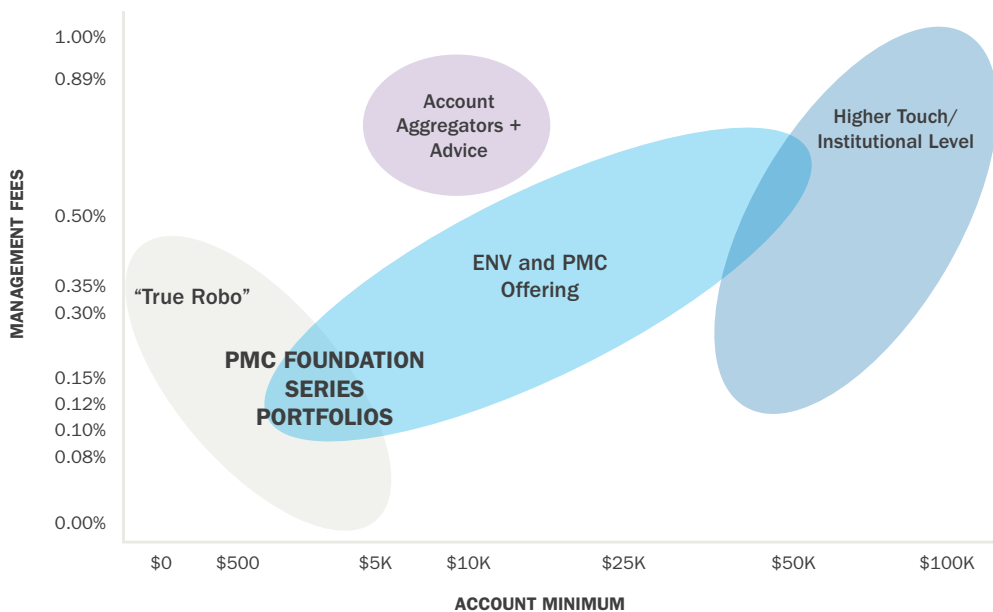 1.00%
0.89%
0.50%
0.35%
0.30%
0.15%
0.12%
0.10%
0.08%
0.00%
MANAGEMENT FEES
Account
Aggregators +
Advice
Higher Touch/
Institutional Level
ENV and PMC
Offering
“True Robo”
PMC FOUNDATION
SERIES
PORTFOLIOS
$0 $500 $5K $10K $25K $50K $100K
ACCOUNT MINIMUM